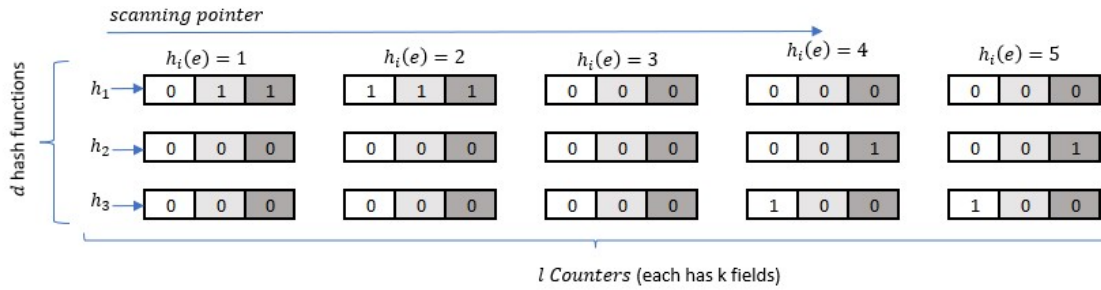 scanning pointer
h_i(e) = 1 h_i(e) = 2 h_i(e) = 3 h_i(e) = 4 h_i(e) = 5
h_1 0 1 1 1 1 1 0 0 0 0 0 0 0 0 0
h_2 0 0 0 0 0 0 0 0 0 0 0 1 0 0 1
h_3 0 0 0 0 0 0 0 0 0 1 0 0 1 0 0
d hash functions
l Counters (each has k fields)